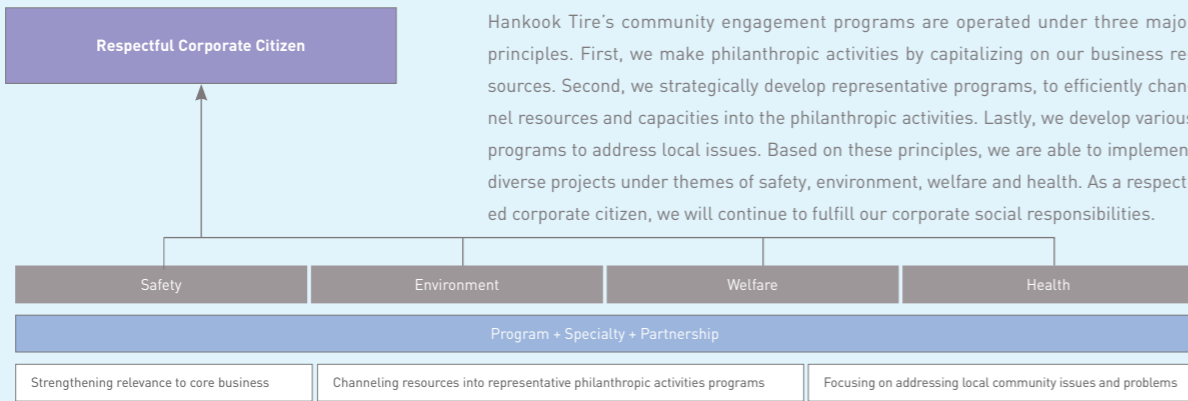 Respectful Corporate Citizen
Hankook Tire's community engagement programs are operated under three major
principles. First, we make philanthropic activities by capitalizing on our business re-
sources. Second, we strategically develop representative programs, to efficiently chan-
nel resources and capacities into the philanthropic activities. Lastly, we develop various
programs to address local issues. Based on these principles, we are able to implemen
diverse projects under themes of safety, environment, welfare and health. As a respect
ed corporate citizen, we will continue to fulfill our corporate social responsibilities.
Safety
Environment
Welfare
Health
Program + Specialty + Partnership
Strengthening relevance to core business
Channeling resources into representative philanthropic activities programs
Focusing on addressing local community issues and problems